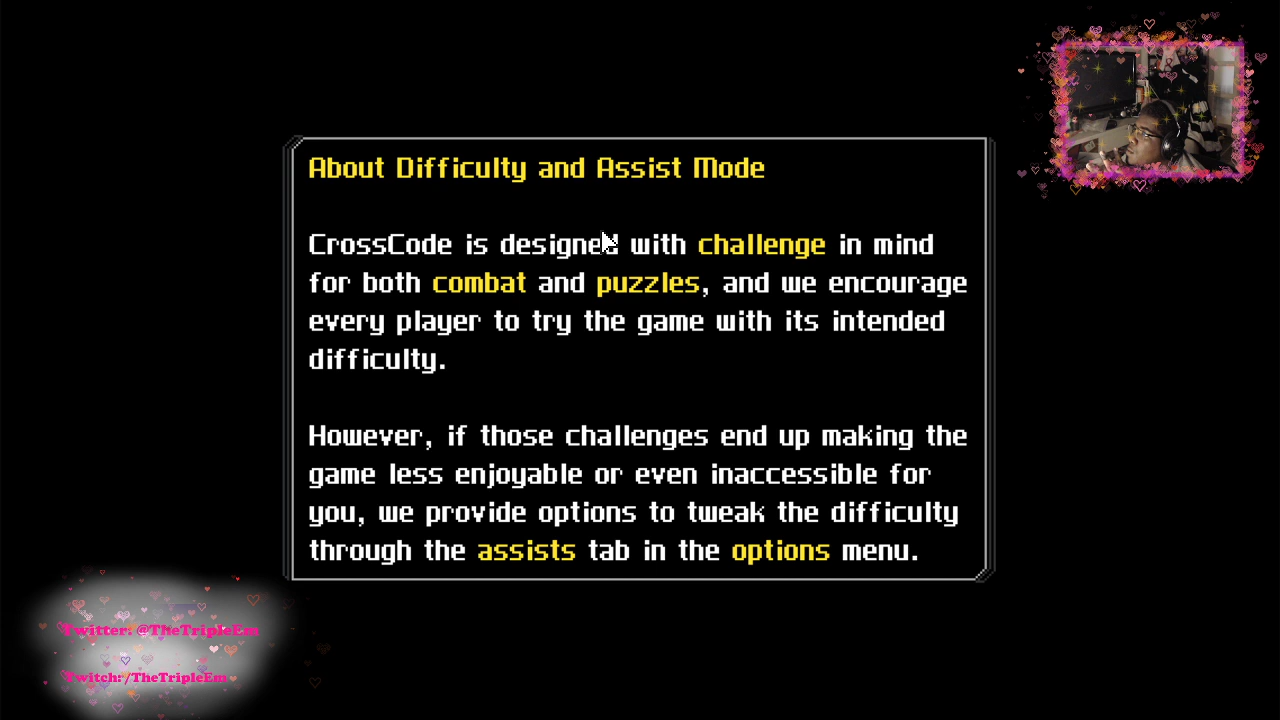 About Difficulty and Assist Mode
CrossCode is designed with challenge in mind
for both combat and puzzles, and we encourage
every player to try the game with its intended
difficulty.
However, if those challenges end up making the
game less enjoyable or even inaccessible for
you, we provide options to tweak the difficulty
through the assists tab in the options menu.
Twitter: @TheTripleEm
Twitch:/TheTripleEm